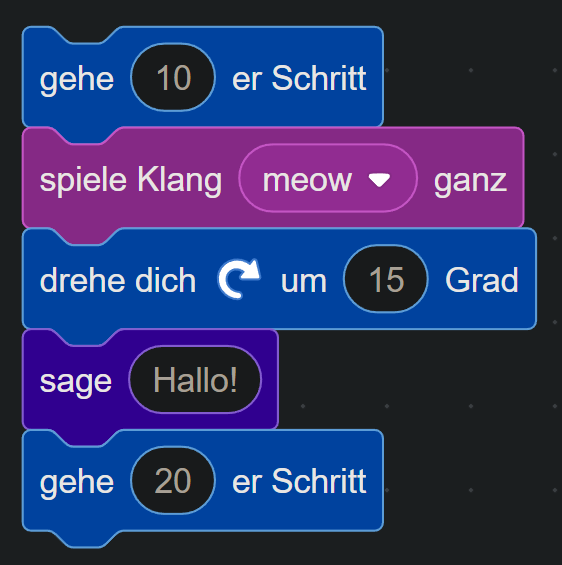 gehe 10 er Schritt
spiele Klang meow ganz
drehe dich um 15 Grad
sage Hallo!
gehe 20 er Schritt